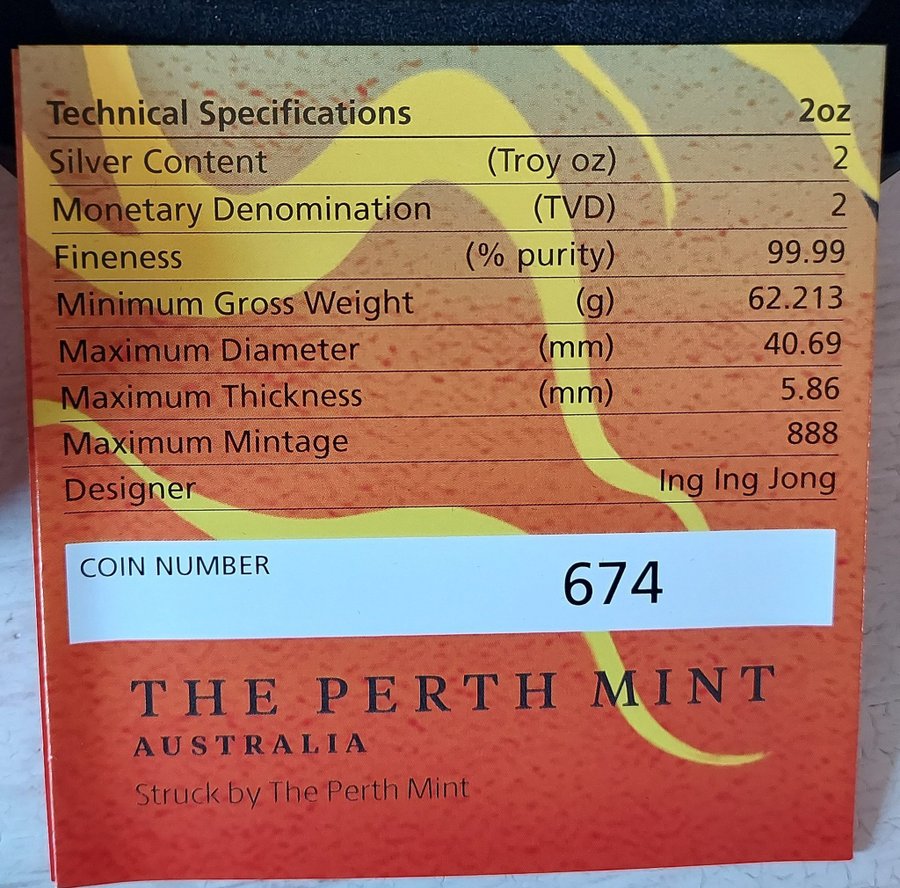 Technical Specifications 2oz
Silver Content (Troy oz) 2
Monetary Denomination (TVD) 2
Fineness (% purity) 99.99
Minimum Gross Weight (g) 62.213
Maximum Diameter (mm) 40.69
Maximum Thickness (mm) 5.86
Maximum Mintage 888
Designer Ing Ing Jong
COIN NUMBER 674
THE PERTH MINT
AUSTRALIA
Struck by The Perth Mint